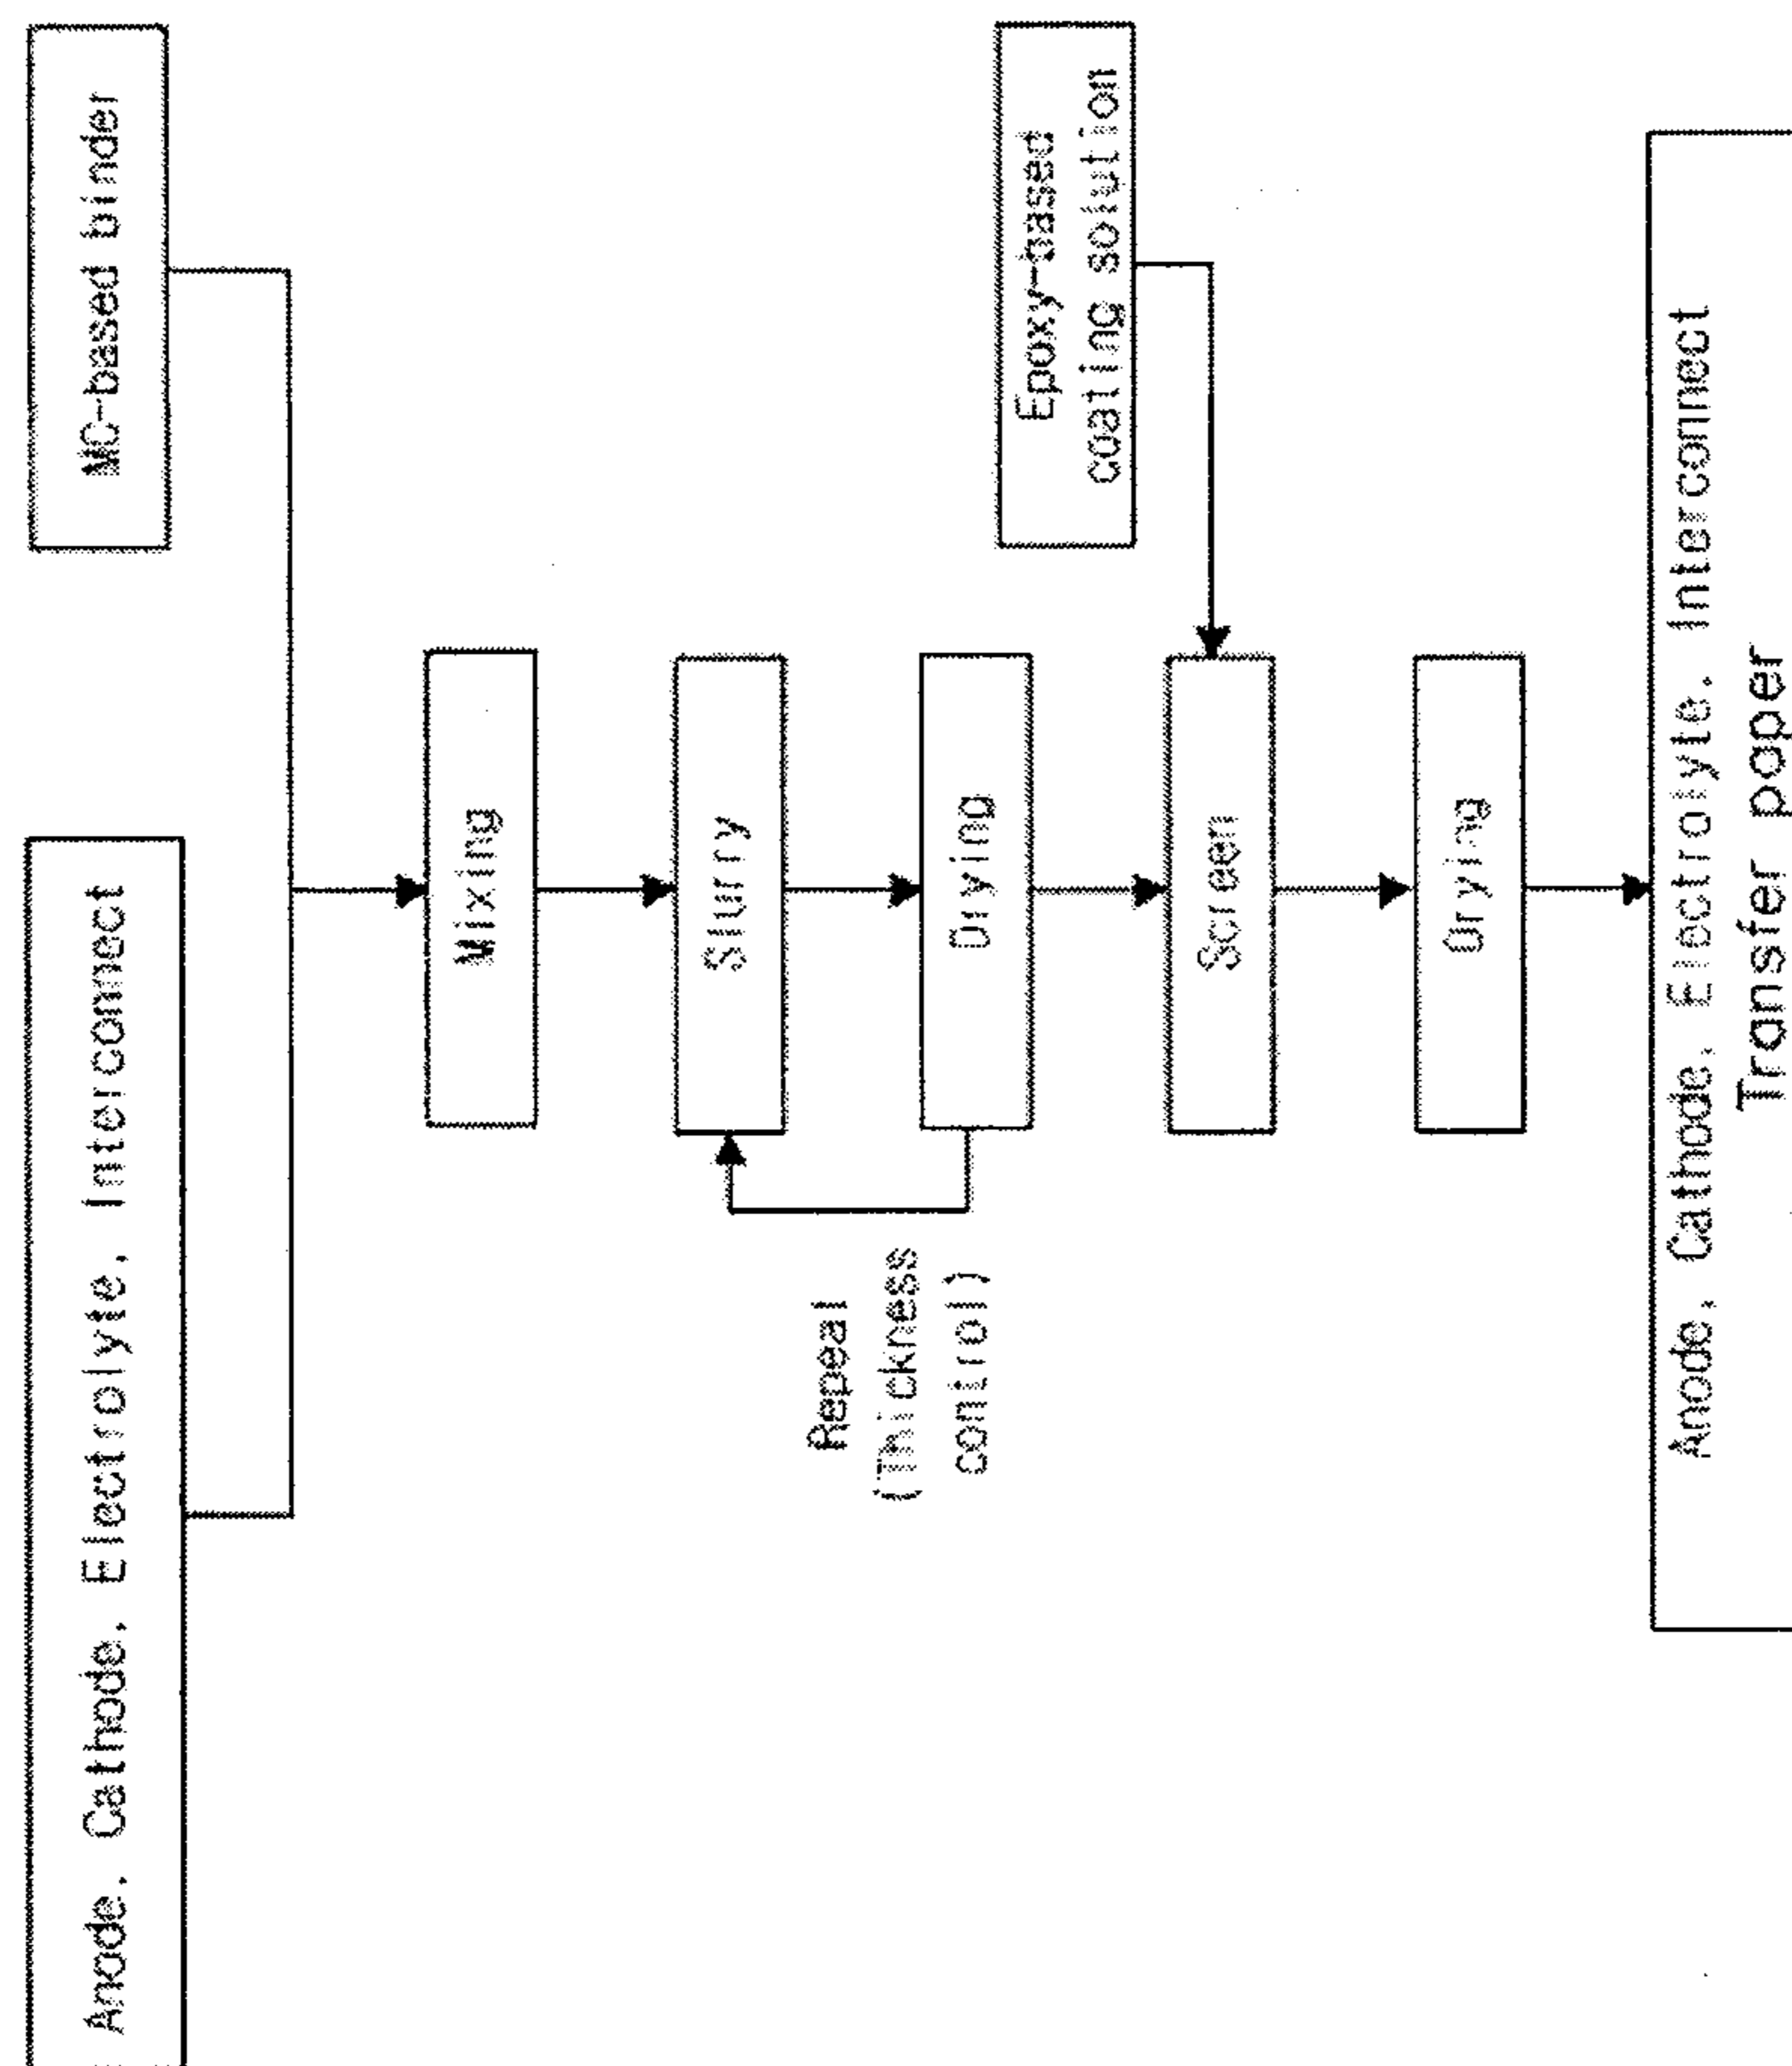 Anode, Cathode, Electrolyte, Interconnect
MC-based binder
Mixing
Slurry
Repeat
(Thickness
control)
Drying
Epoxy-based
coating solution
Screen
Drying
Anode, Cathode, Electrolyte, Interconnect
Transfer paper